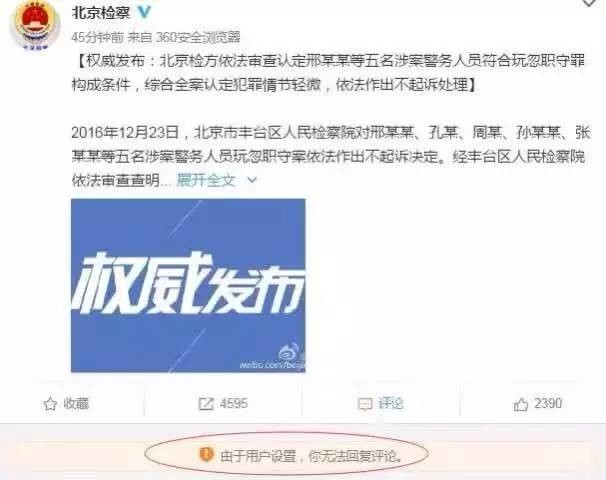 北京检察
45分钟前 来自 360安全浏览器
【权威发布：北京检方依法审查认定邢某某等五名涉案警务人员符合玩忽职守罪
构成条件，综合全案认定犯罪情节轻微，依法作出不起诉处理】
2016年12月23日，北京市丰台区人民检察院对邢某某、孔某、周某、孙某某、张
某某等五名涉案警务人员玩忽职守案依法作出不起诉决定。经丰台区人民检察院
依法审查查明... 展开全文
权威发布
收藏
4595
评论
2390
由于用户设置，你无法回复评论。